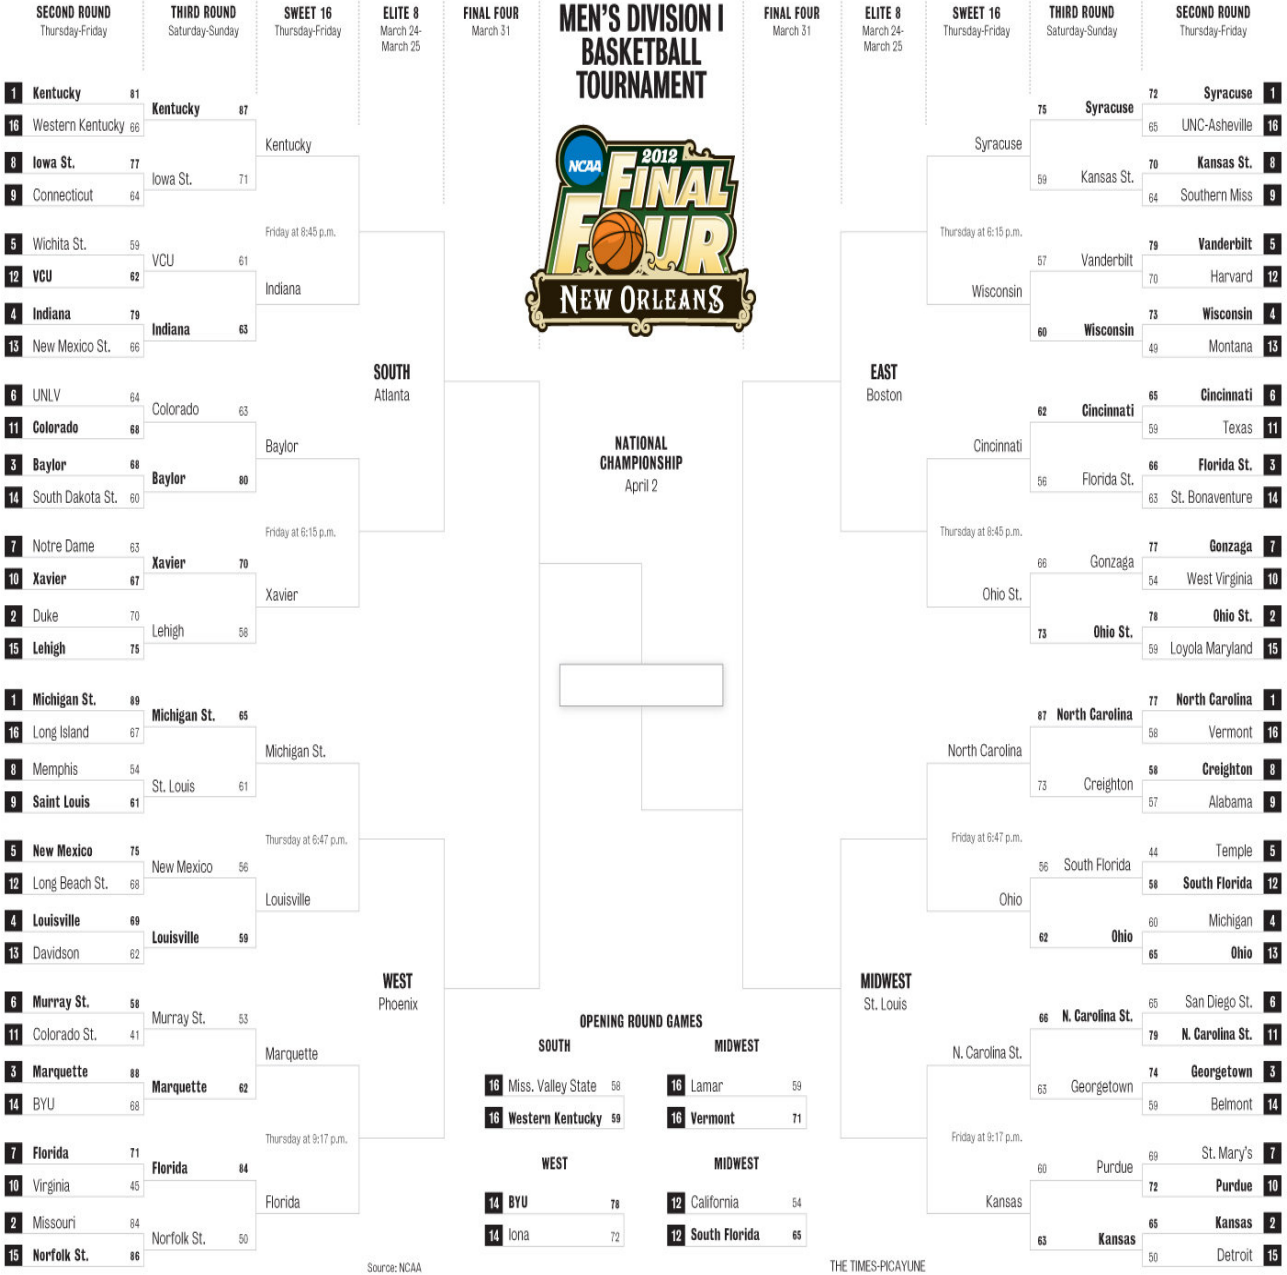 MEN'S DIVISION I
BASKETBALL
TOURNAMENT
SECOND ROUND
Thursday-Friday
THIRD ROUND
Saturday-Sunday
SWEET 16
Thursday-Friday
ELITE 8
March 24-
March 25
FINAL FOUR
March 31
FINAL FOUR
March 31
ELITE 8
March 24-
March 25
SWEET 16
Thursday-Friday
THIRD ROUND
Saturday-Sunday
SECOND ROUND
Thursday-Friday
NCAA
2012
FINAL
FOUR
NEW ORLEANS
1 Kentucky 81
16 Western Kentucky 66
8 Iowa St. 77
9 Connecticut 64
5 Wichita St. 59
12 VCU 62
4 Indiana 79
13 New Mexico St. 66
6 UNLV 64
11 Colorado 68
3 Baylor 68
14 South Dakota St. 60
7 Notre Dame 63
10 Xavier 67
2 Duke 70
15 Lehigh 75
Kentucky 87
Iowa St. 71
VCU 61
Indiana 63
Colorado 63
Baylor 80
Xavier 70
Lehigh 58
Kentucky
Friday at 8:45 p.m.
Indiana
Baylor
Friday at 6:15 p.m.
Xavier
SOUTH
Atlanta
1 Michigan St. 89
16 Long Island 67
8 Memphis 54
9 Saint Louis 61
5 New Mexico 75
12 Long Beach St. 68
4 Louisville 69
13 Davidson 62
6 Murray St. 58
11 Colorado St. 41
3 Marquette 88
14 BYU 68
7 Florida 71
10 Virginia 45
2 Missouri 84
15 Norfolk St. 86
Michigan St. 65
St. Louis 61
New Mexico 56
Louisville 59
Murray St. 53
Marquette 62
Florida 84
Norfolk St. 50
Michigan St.
Thursday at 6:47 p.m.
Louisville
Marquette
Thursday at 9:17 p.m.
Florida
WEST
Phoenix
NATIONAL
CHAMPIONSHIP
April 2
72 Syracuse 1
65 UNC-Asheville 16
70 Kansas St. 8
64 Southern Miss 9
79 Vanderbilt 5
70 Harvard 12
73 Wisconsin 4
49 Montana 13
65 Cincinnati 6
59 Texas 11
66 Florida St. 3
63 St. Bonaventure 14
77 Gonzaga 7
54 West Virginia 10
78 Ohio St. 2
59 Loyola Maryland 15
75 Syracuse
59 Kansas St.
57 Vanderbilt
60 Wisconsin
62 Cincinnati
56 Florida St.
66 Gonzaga
73 Ohio St.
Syracuse
Thursday at 6:15 p.m.
Wisconsin
Cincinnati
Thursday at 8:45 p.m.
Ohio St.
EAST
Boston
77 North Carolina 1
58 Vermont 16
58 Creighton 8
57 Alabama 9
44 Temple 5
58 South Florida 12
60 Michigan 4
65 Ohio 13
65 San Diego St. 6
79 N. Carolina St. 11
74 Georgetown 3
59 Belmont 14
69 St. Mary's 7
72 Purdue 10
65 Kansas 2
50 Detroit 15
87 North Carolina
73 Creighton
56 South Florida
62 Ohio
66 N. Carolina St.
63 Georgetown
60 Purdue
63 Kansas
North Carolina
Friday at 6:47 p.m.
Ohio
N. Carolina St.
Friday at 9:17 p.m.
Kansas
MIDWEST
St. Louis
OPENING ROUND GAMES
SOUTH
16 Miss. Valley State 58
16 Western Kentucky 59
MIDWEST
16 Lamar 59
16 Vermont 71
WEST
14 BYU 78
14 Iona 72
MIDWEST
12 California 54
12 South Florida 65
Source: NCAA
THE TIMES-PICAYUNE